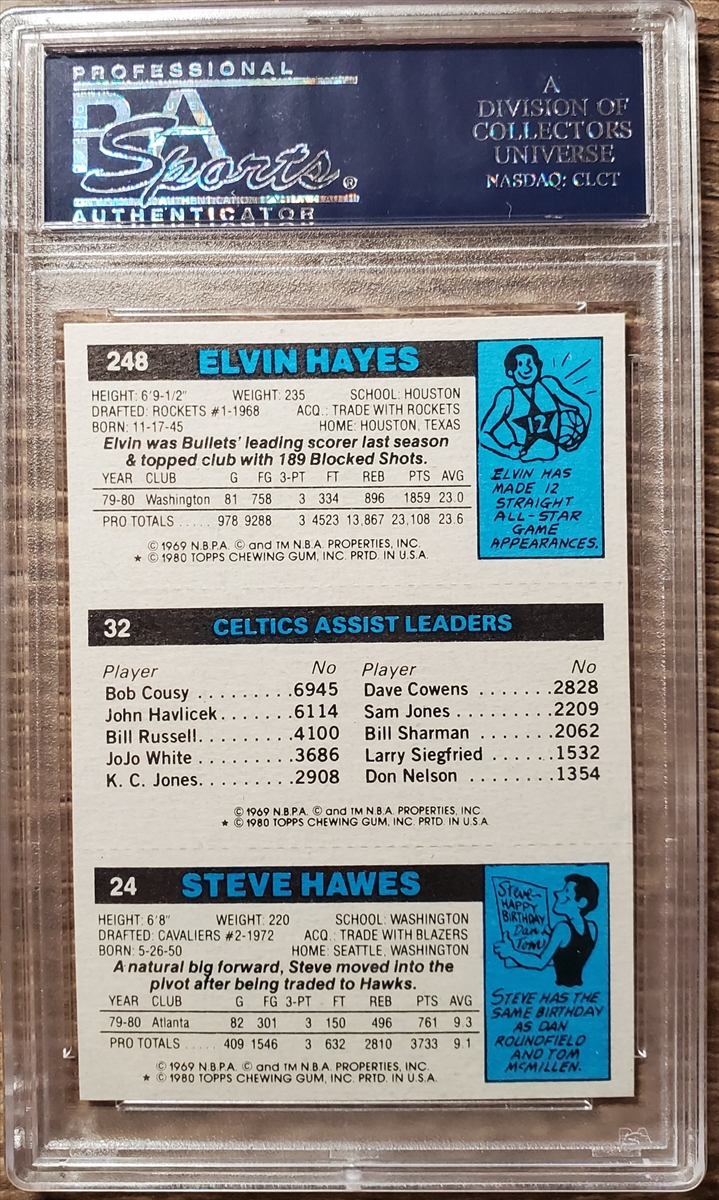 PROFESSIONAL
PSA
Sports®
AUTHENTICATOR
A
DIVISION OF
COLLECTORS
UNIVERSE
NASDAQ: CLCT
248 ELVIN HAYES
HEIGHT: 6'9-1/2" WEIGHT: 235 SCHOOL: HOUSTON
DRAFTED: ROCKETS #1-1968 ACQ.: TRADE WITH ROCKETS
BORN: 11-17-45 HOME: HOUSTON, TEXAS
Elvin was Bullets' leading scorer last season
& topped club with 189 Blocked Shots.
YEAR CLUB G FG 3-PT FT REB PTS AVG
79-80 Washington 81 758 3 334 896 1859 23.0
PRO TOTALS ..... 978 9288 3 4523 13,867 23,108 23.6
© 1969 N.B.P.A. © and TM N.B.A. PROPERTIES, INC.
★ © 1980 TOPPS CHEWING GUM, INC. PRTD. IN U.S.A.
12
ELVIN HAS
MADE 12
STRAIGHT
ALL-STAR
GAME
APPEARANCES.
32 CELTICS ASSIST LEADERS
Player No Player No
Bob Cousy .........6945 Dave Cowens .......2828
John Havlicek.......6114 Sam Jones .........2209
Bill Russell.........4100 Bill Sharman .......2062
JoJo White .........3686 Larry Siegfried ......1532
K. C. Jones.........2908 Don Nelson ........1354
© 1969 N.B.P.A. © and TM N.B.A. PROPERTIES, INC
★ © 1980 TOPPS CHEWING GUM, INC. PRTD. IN U.S.A
24 STEVE HAWES
HEIGHT: 6'8" WEIGHT: 220 SCHOOL: WASHINGTON
DRAFTED: CAVALIERS #2-1972 ACQ.: TRADE WITH BLAZERS
BORN: 5-26-50 HOME: SEATTLE, WASHINGTON
A natural big forward, Steve moved into the
pivot after being traded to Hawks.
YEAR CLUB G FG 3-PT FT REB PTS AVG
79-80 Atlanta 82 301 3 150 496 761 9.3
PRO TOTALS ..... 409 1546 3 632 2810 3733 9.1
© 1969 N.B.P.A. © and TM N.B.A. PROPERTIES, INC.
★ © 1980 TOPPS CHEWING GUM, INC. PRTD. IN U.S.A.
Steve-
HAPPY
BIRTHDAY
Dan &
Tom
STEVE HAS THE
SAME BIRTHDAY
AS DAN
ROUNDFIELD
AND TOM
McMILLEN.
PSA